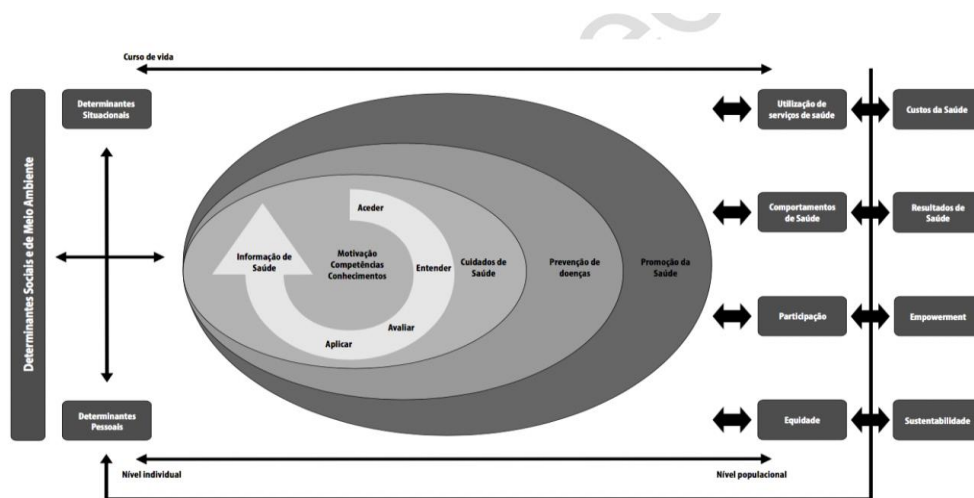 Curso de vida
Determinantes Sociais e de Meio Ambiente
Determinantes
Situacionais
Determinantes
Pessoais
Informação de
Saúde
Motivação
Competências
Conhecimentos
Aceder
Entender
Avaliar
Aplicar
Cuidados de
Saúde
Prevenção de
doenças
Promoção da
Saúde
Utilização de
serviços de saúde
Custos da Saúde
Comportamentos
de Saúde
Resultados de
Saúde
Participação
Empowerment
Equidade
Sustentabilidade
Nível individual
Nível populacional